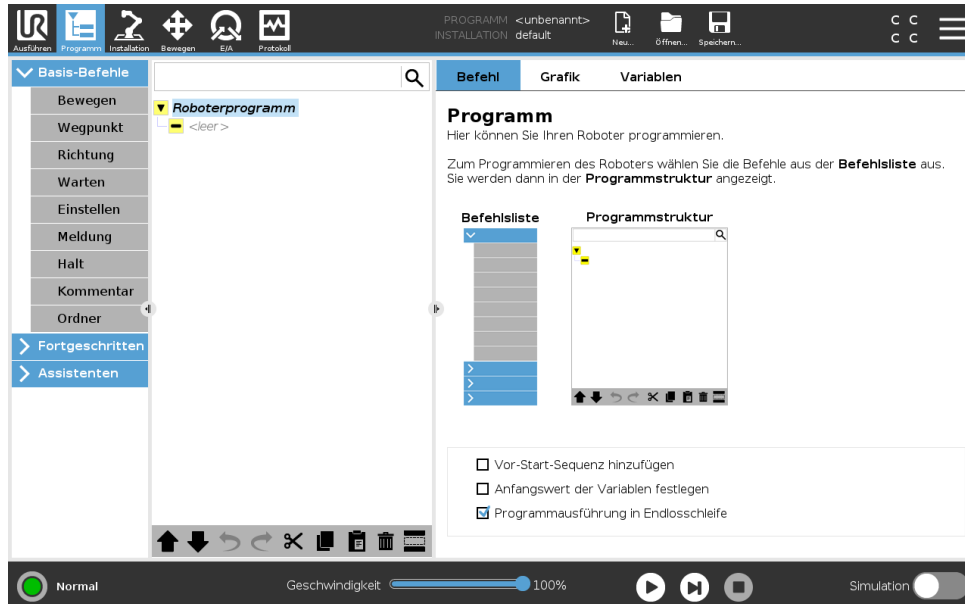 UR
Ausführen
Programm
Installation
Bewegen
E/A
Protokoll
PROGRAMM <unbenannt>
INSTALLATION default
Neu...
Öffnen...
Speichern...
C C
C C
Basis-Befehle
Bewegen
Wegpunkt
Richtung
Warten
Einstellen
Meldung
Halt
Kommentar
Ordner
Fortgeschritten
Assistenten
Roboterprogramm
<leer>
Befehl
Grafik
Variablen
Programm
Hier können Sie Ihren Roboter programmieren.
Zum Programmieren des Roboters wählen Sie die Befehle aus der Befehlsliste aus.
Sie werden dann in der Programmstruktur angezeigt.
Befehlsliste
Programmstruktur
Vor-Start-Sequenz hinzufügen
Anfangswert der Variablen festlegen
Programmausführung in Endlosschleife
Normal
Geschwindigkeit
100%
Simulation